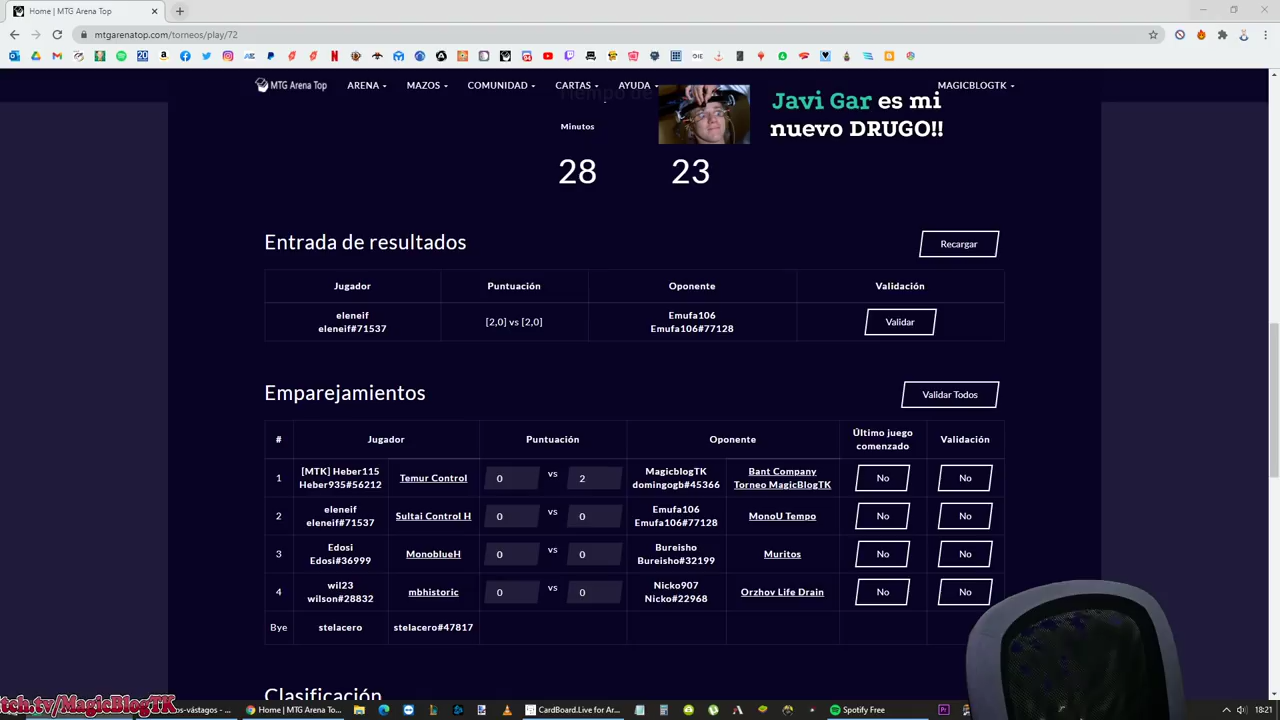 Home | MTG Arena Top
mtgarenatop.com/torneos/play/72
MTG Arena Top
ARENA
MAZOS
COMUNIDAD
CARTAS
AYUDA
MAGICBLOGTK
Tiempo de
Javi Gar es mi
nuevo DRUGO!!
Minutos
28 23
Entrada de resultados
Recargar
Jugador Puntuación Oponente Validación
eleneif
eleneif#71537
[2,0] vs [2,0]
Emufa106
Emufa106#77128
Validar
Emparejamientos
Validar Todos
# Jugador Puntuación Oponente
Último juego
comenzado
Validación
1
[MTK] Heber115
Heber935#56212
Temur Control
0 vs 2
MagicblogTK
domingogb#45366
Bant Company
Torneo MagicBlogTK
No No
2
eleneif
eleneif#71537
Sultai Control H
0 vs 0
Emufa106
Emufa106#77128
MonoU Tempo
No No
3
Edosi
Edosi#36999
MonoblueH
0 vs 0
Bureisho
Bureisho#32199
Muritos
No No
4
wil23
wilson#28832
mbhistoric
0 vs 0
Nicko907
Nicko#22968
Orzhov Life Drain
No No
Bye stelacero stelacero#47817
Clasificación
tch.tv/MagicBlogTK
os-vástagos -
Home | MTG Arena To...
CardBoard.Live for Ar...
Spotify Free
18:21